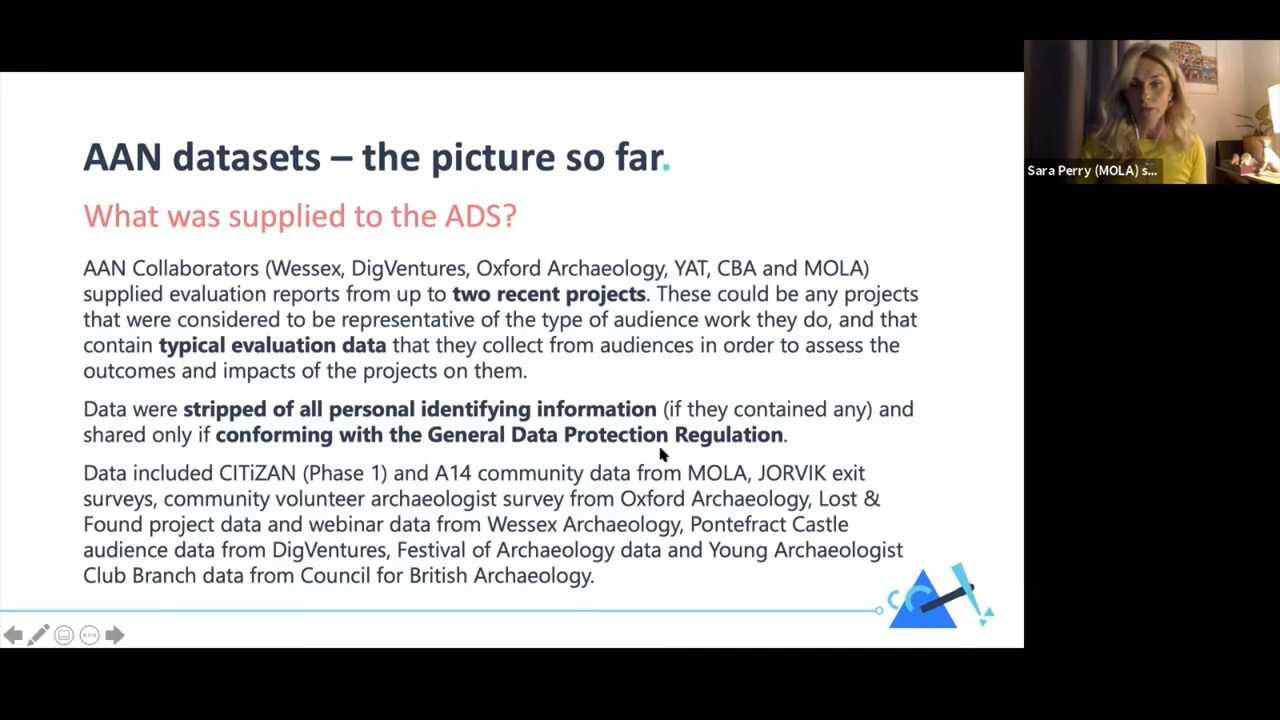 AAN datasets – the picture so far.
What was supplied to the ADS?
AAN Collaborators (Wessex, DigVentures, Oxford Archaeology, YAT, CBA and MOLA)
supplied evaluation reports from up to two recent projects. These could be any projects
that were considered to be representative of the type of audience work they do, and that
contain typical evaluation data that they collect from audiences in order to assess the
outcomes and impacts of the projects on them.
Data were stripped of all personal identifying information (if they contained any) and
shared only if conforming with the General Data Protection Regulation.
Data included CITiZAN (Phase 1) and A14 community data from MOLA, JORVIK exit
surveys, community volunteer archaeologist survey from Oxford Archaeology, Lost &
Found project data and webinar data from Wessex Archaeology, Pontefract Castle
audience data from DigVentures, Festival of Archaeology data and Young Archaeologist
Club Branch data from Council for British Archaeology.
Sara Perry (MOLA) s...